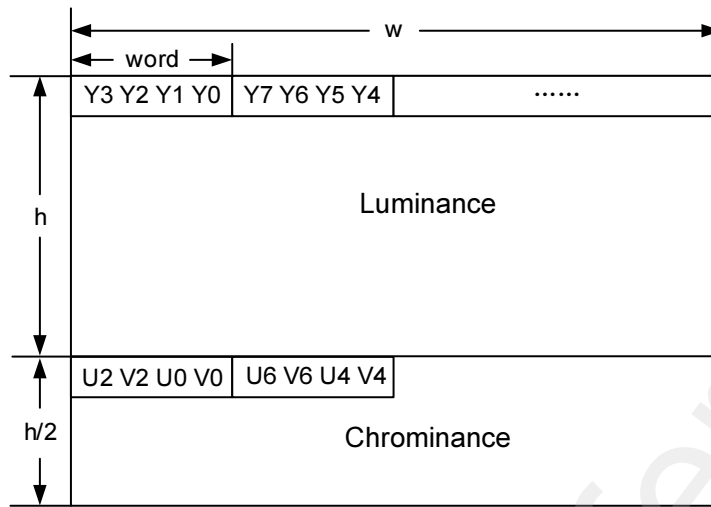 w
word
Y3 Y2 Y1 Y0 Y7 Y6 Y5 Y4 ......
Luminance
h
U2 V2 U0 V0 U6 V6 U4 V4
h/2
Chrominance